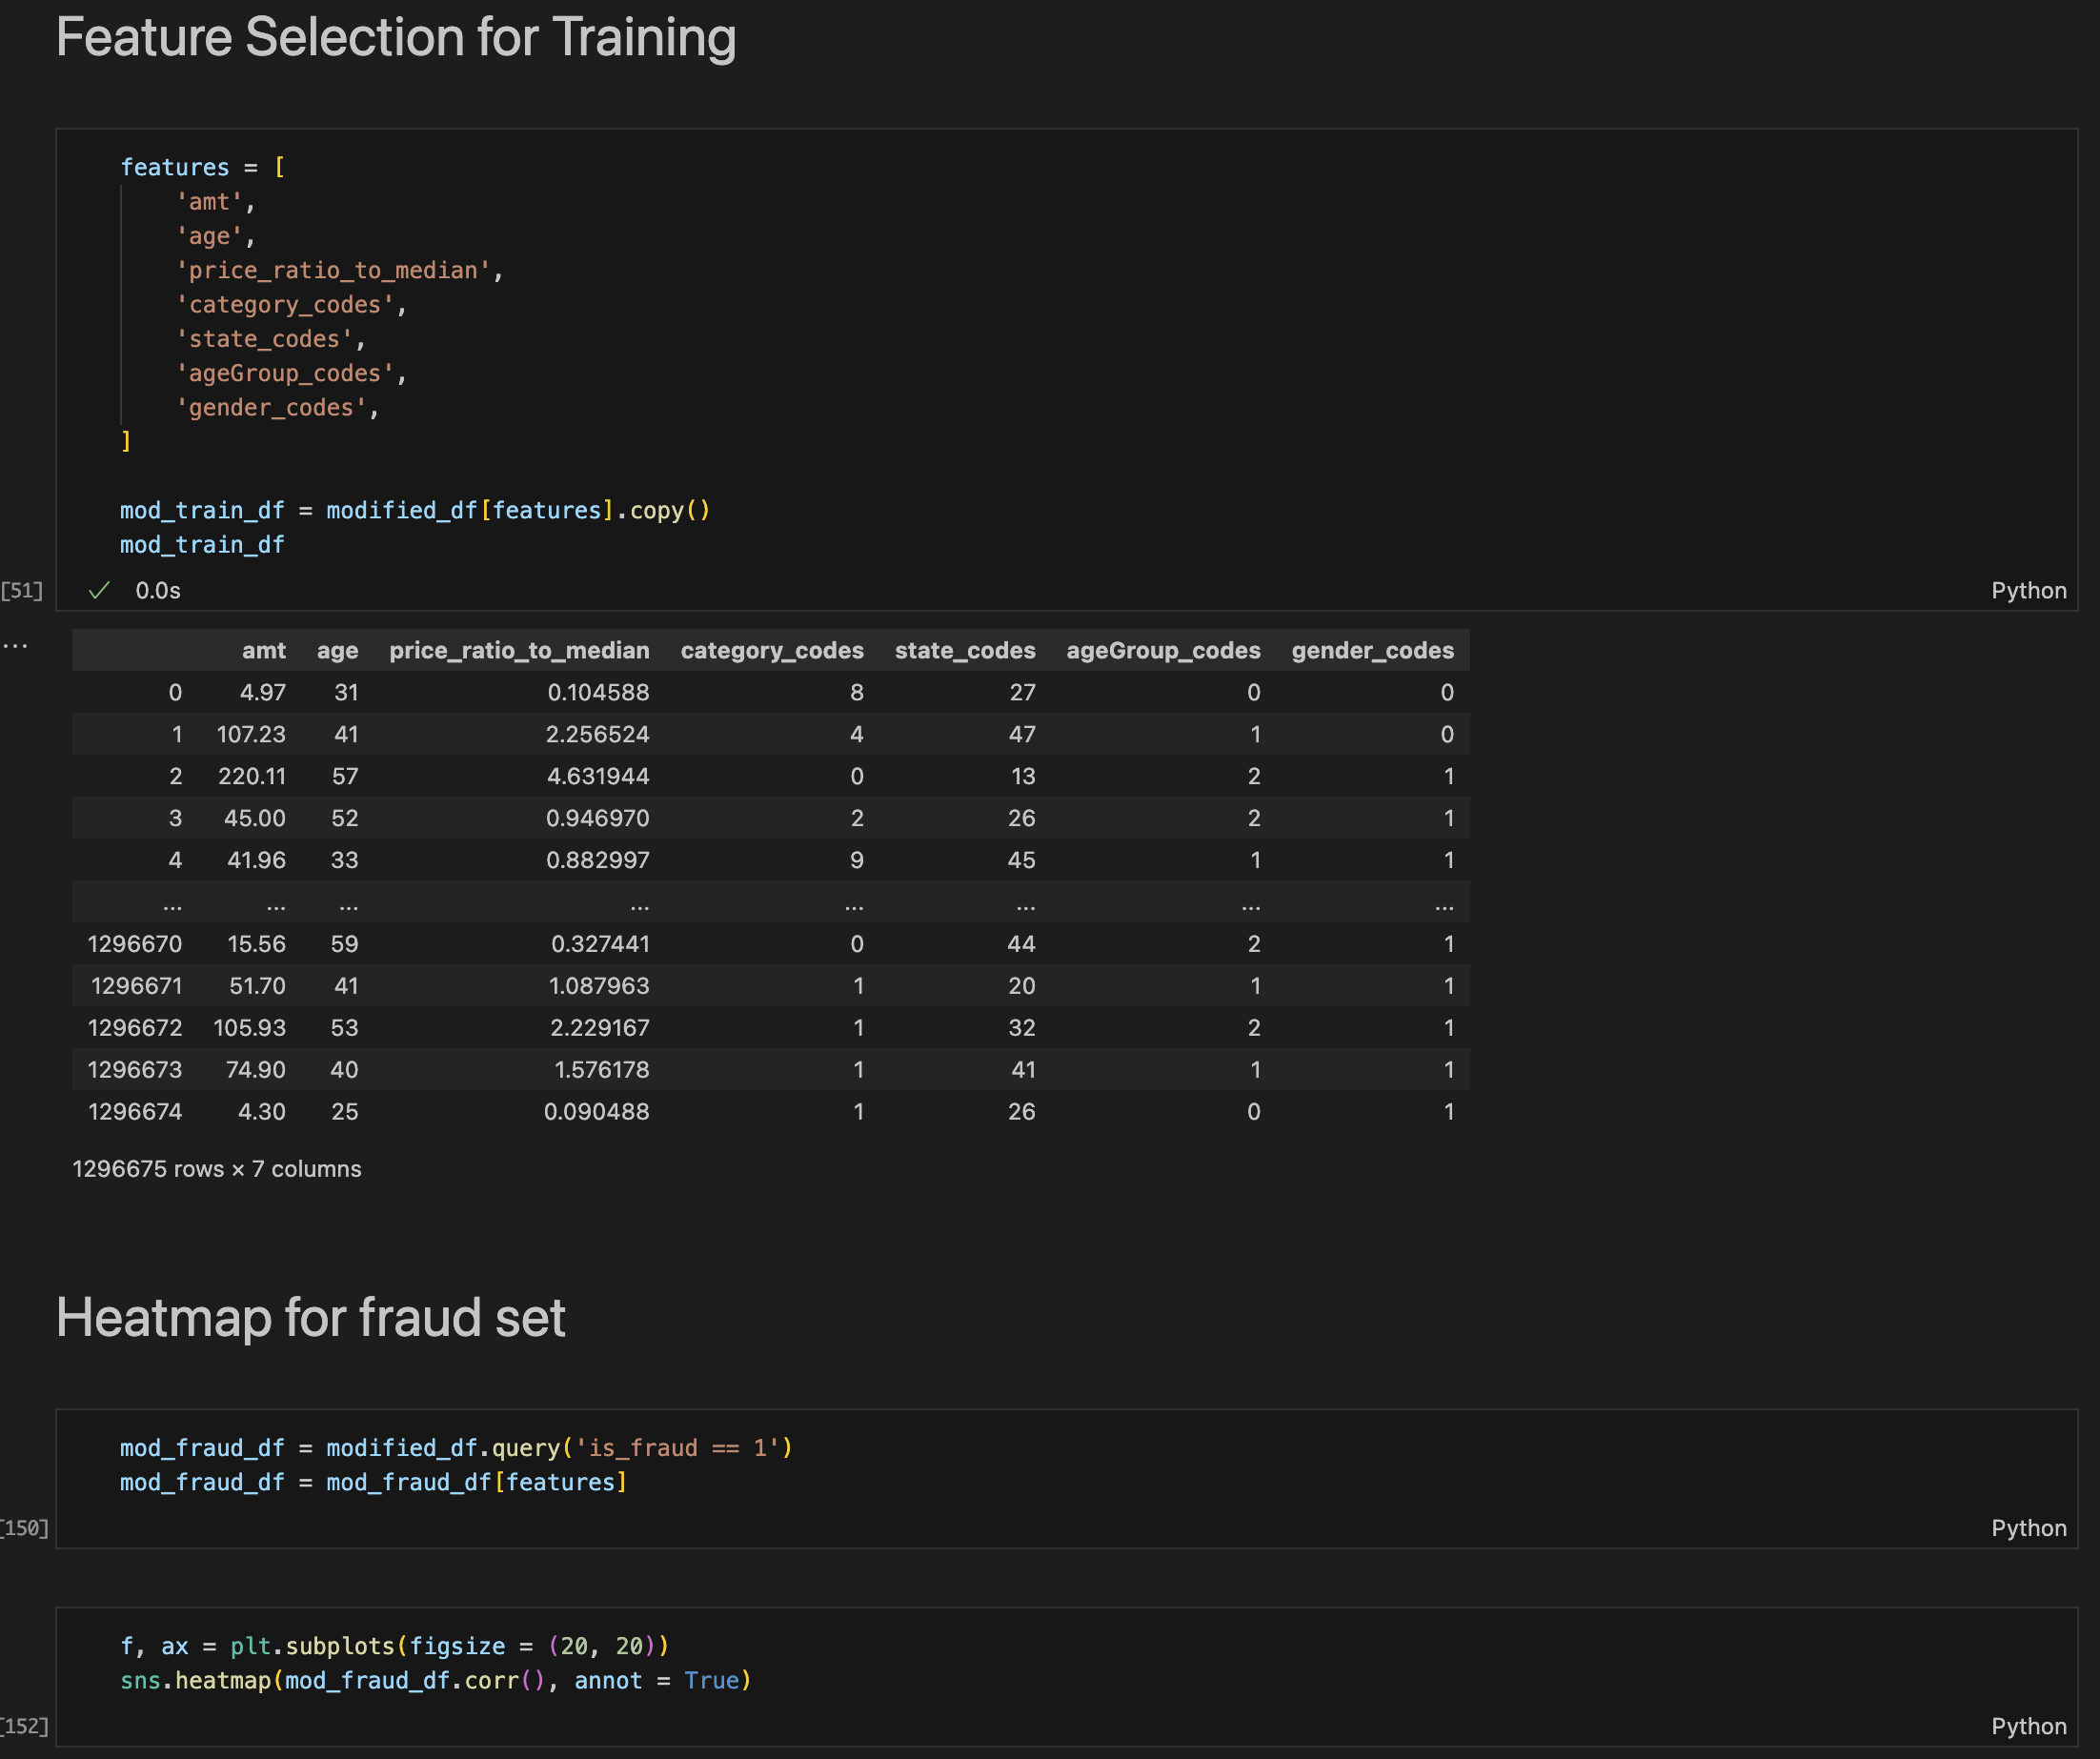 Feature Selection for Training
features = [
'amt',
'age',
'price_ratio_to_median',
'category_codes',
'state_codes',
'ageGroup_codes',
'gender_codes',
]
mod_train_df = modified_df[features].copy()
mod_train_df
[51] 0.0s Python
... amt age price_ratio_to_median category_codes state_codes ageGroup_codes gender_codes
0 4.97 31 0.104588 8 27 0 0
1 107.23 41 2.256524 4 47 1 0
2 220.11 57 4.631944 0 13 2 1
3 45.00 52 0.946970 2 26 2 1
4 41.96 33 0.882997 9 45 1 1
... ... ... ... ... ... ... ...
1296670 15.56 59 0.327441 0 44 2 1
1296671 51.70 41 1.087963 1 20 1 1
1296672 105.93 53 2.229167 1 32 2 1
1296673 74.90 40 1.576178 1 41 1 1
1296674 4.30 25 0.090488 1 26 0 1
1296675 rows × 7 columns
Heatmap for fraud set
mod_fraud_df = modified_df.query('is_fraud == 1')
mod_fraud_df = mod_fraud_df[features]
[150] Python
f, ax = plt.subplots(figsize = (20, 20))
sns.heatmap(mod_fraud_df.corr(), annot = True)
[152] Python